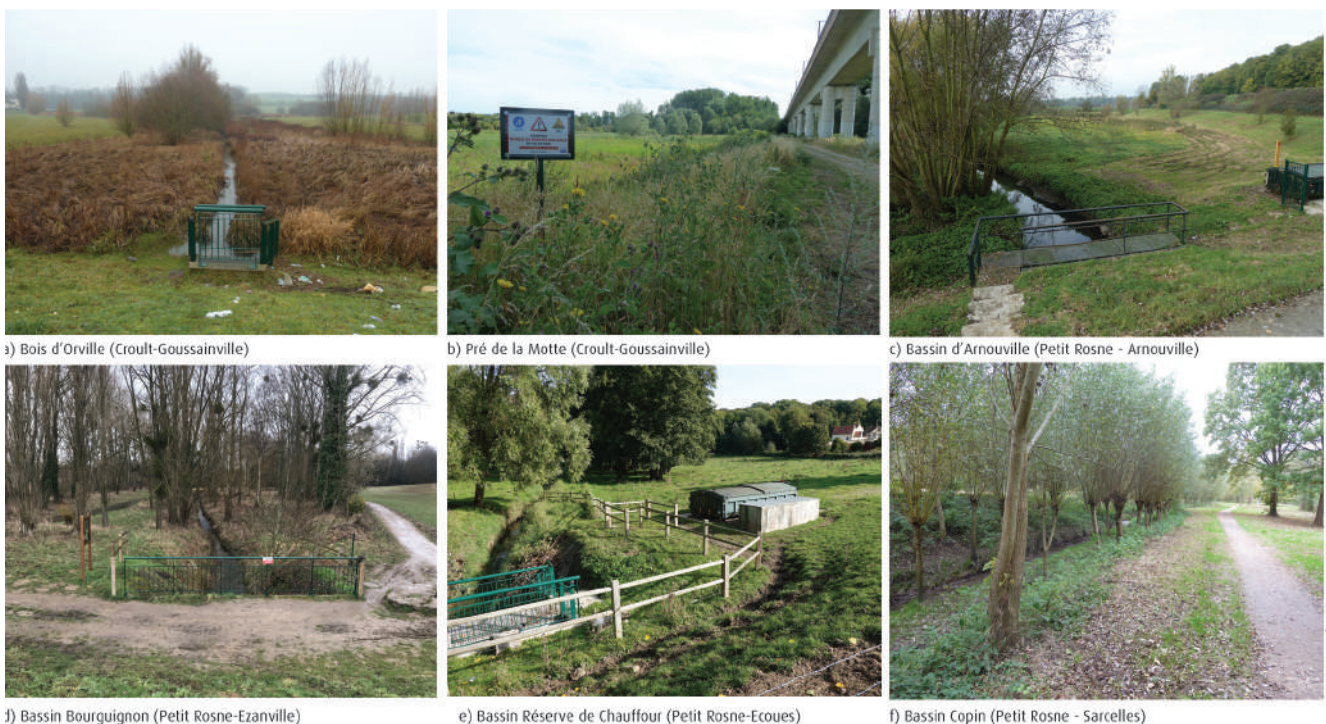 a) Bois d'Orville (Croult-Goussainville)
b) Pré de la Motte (Croult-Goussainville)
c) Bassin d'Arnouville (Petit Rosne - Arnouville)
d) Bassin Bourguignon (Petit Rosne-Ezanville)
e) Bassin Réserve de Chauffour (Petit Rosne-Ecoues)
f) Bassin Copin (Petit Rosne - Sarcelles)